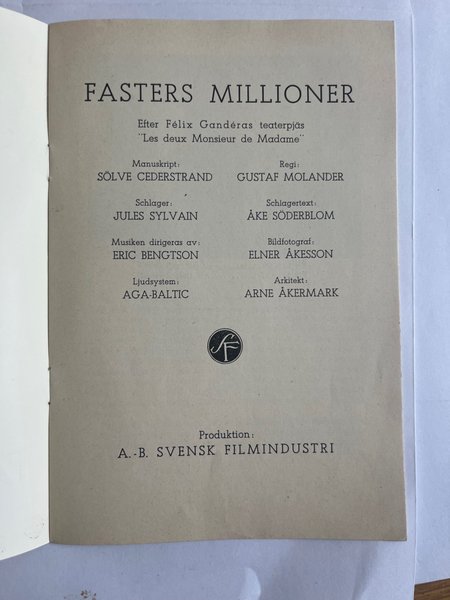 FASTERS MILLIONER
Efter Félix Gandéras teaterpjäs
"Les deux Monsieur de Madame"
Manuskript:
SÖLVE CEDERSTRAND
Regi:
GUSTAF MOLANDER
Schlager:
JULES SYLVAIN
Schlagertext:
ÅKE SÖDERBLOM
Musiken dirigeras av:
ERIC BENGTSON
Bildfotograf:
ELNER ÅKESSON
Ljudsystem:
AGA-BALTIC
Arkitekt:
ARNE ÅKERMARK
SF
Produktion:
A.-B. SVENSK FILMINDUSTRI